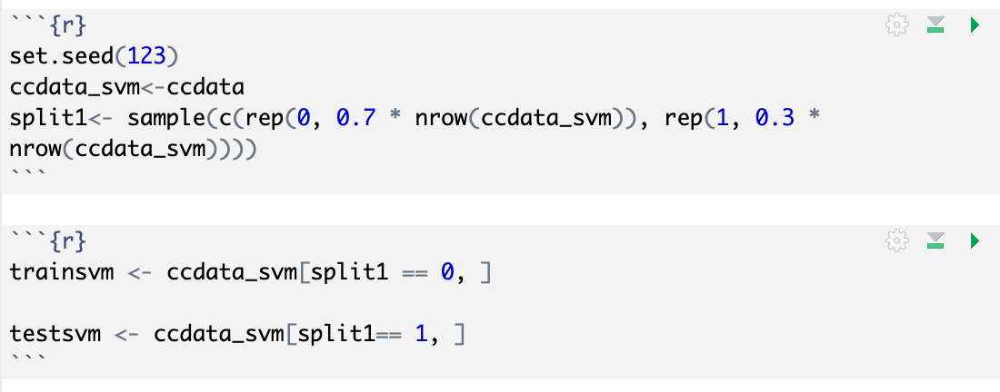 ```{r}
set.seed(123)
ccdata_svm<-ccdata
split1<- sample(c(rep(0, 0.7 * nrow(ccdata_svm)), rep(1, 0.3 *
nrow(ccdata_svm))))
```
```{r}
trainsvm <- ccdata_svm[split1 == 0, ]
testsvm <- ccdata_svm[split1== 1, ]
```